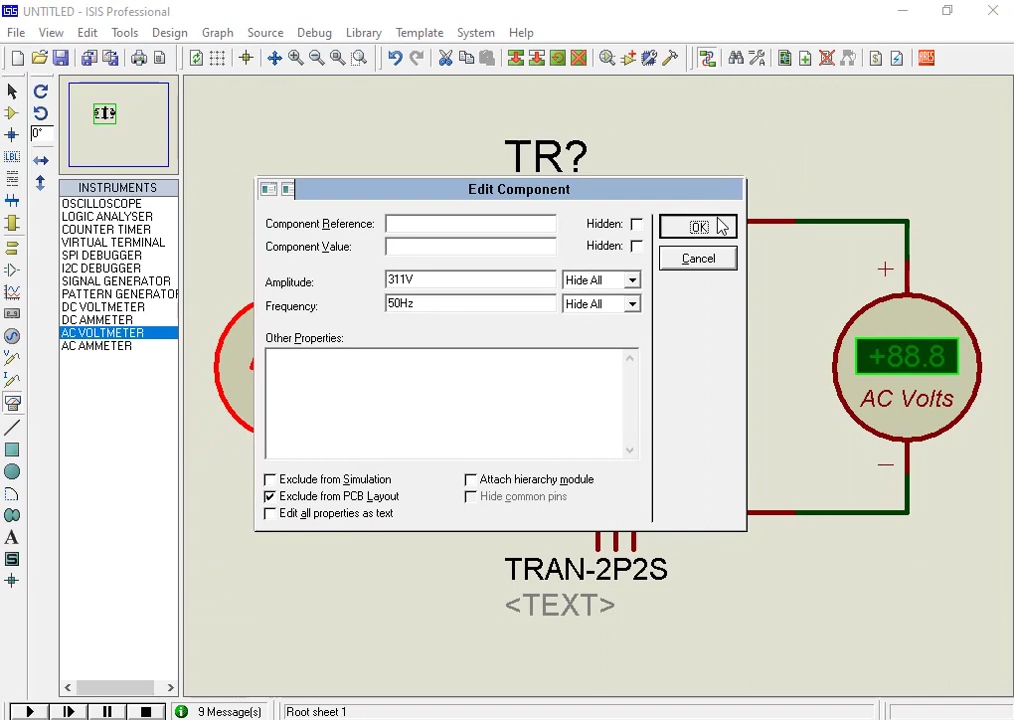 UNTITLED - ISIS Professional
File View Edit Tools Design Graph Source Debug Library Template System Help
0°
LBL
INSTRUMENTS
OSCILLOSCOPE
LOGIC ANALYSER
COUNTER TIMER
VIRTUAL TERMINAL
SPI DEBUGGER
I2C DEBUGGER
SIGNAL GENERATOR
PATTERN GENERATOR
DC VOLTMETER
DC AMMETER
AC VOLTMETER
AC AMMETER
A
S
TR?
Edit Component
Component Reference: Hidden: OK
Component Value: Hidden: Cancel
Amplitude: 311V Hide All
Frequency: 50Hz Hide All
Other Properties:
Exclude from Simulation Attach hierarchy module
Exclude from PCB Layout Hide common pins
Edit all properties as text
+
+88.8
AC Volts
−
TRAN-2P2S
<TEXT>
9 Message(s) Root sheet 1